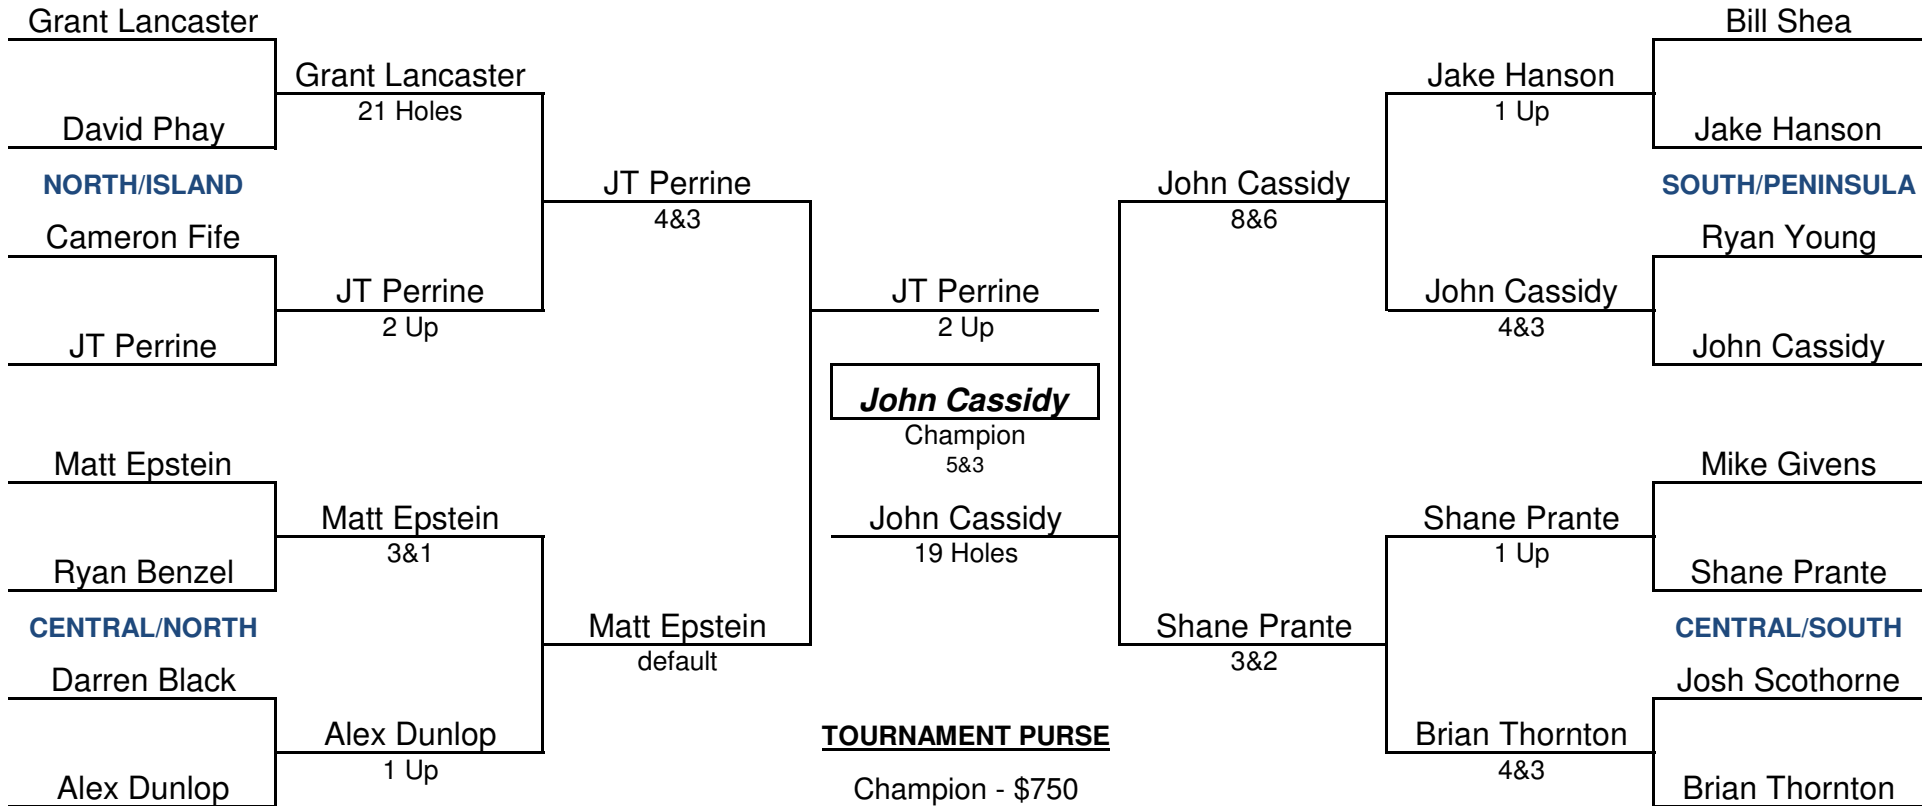 Grant Lancaster
Grant Lancaster
21 Holes
David Phay
NORTH/ISLAND
JT Perrine
4&3
Cameron Fife
JT Perrine
2 Up
JT Perrine
JT Perrine
2 Up
John Cassidy
Champion
5&3
Matt Epstein
Matt Epstein
3&1
Ryan Benzel
CENTRAL/NORTH
Matt Epstein
default
Darren Black
Alex Dunlop
1 Up
Alex Dunlop
John Cassidy
19 Holes
TOURNAMENT PURSE
Champion - $750
Bill Shea
Jake Hanson
1 Up
Jake Hanson
John Cassidy
8&6
SOUTH/PENINSULA
Ryan Young
John Cassidy
4&3
John Cassidy
Mike Givens
Shane Prante
1 Up
Shane Prante
Shane Prante
3&2
CENTRAL/SOUTH
Josh Scothorne
Brian Thornton
4&3
Brian Thornton